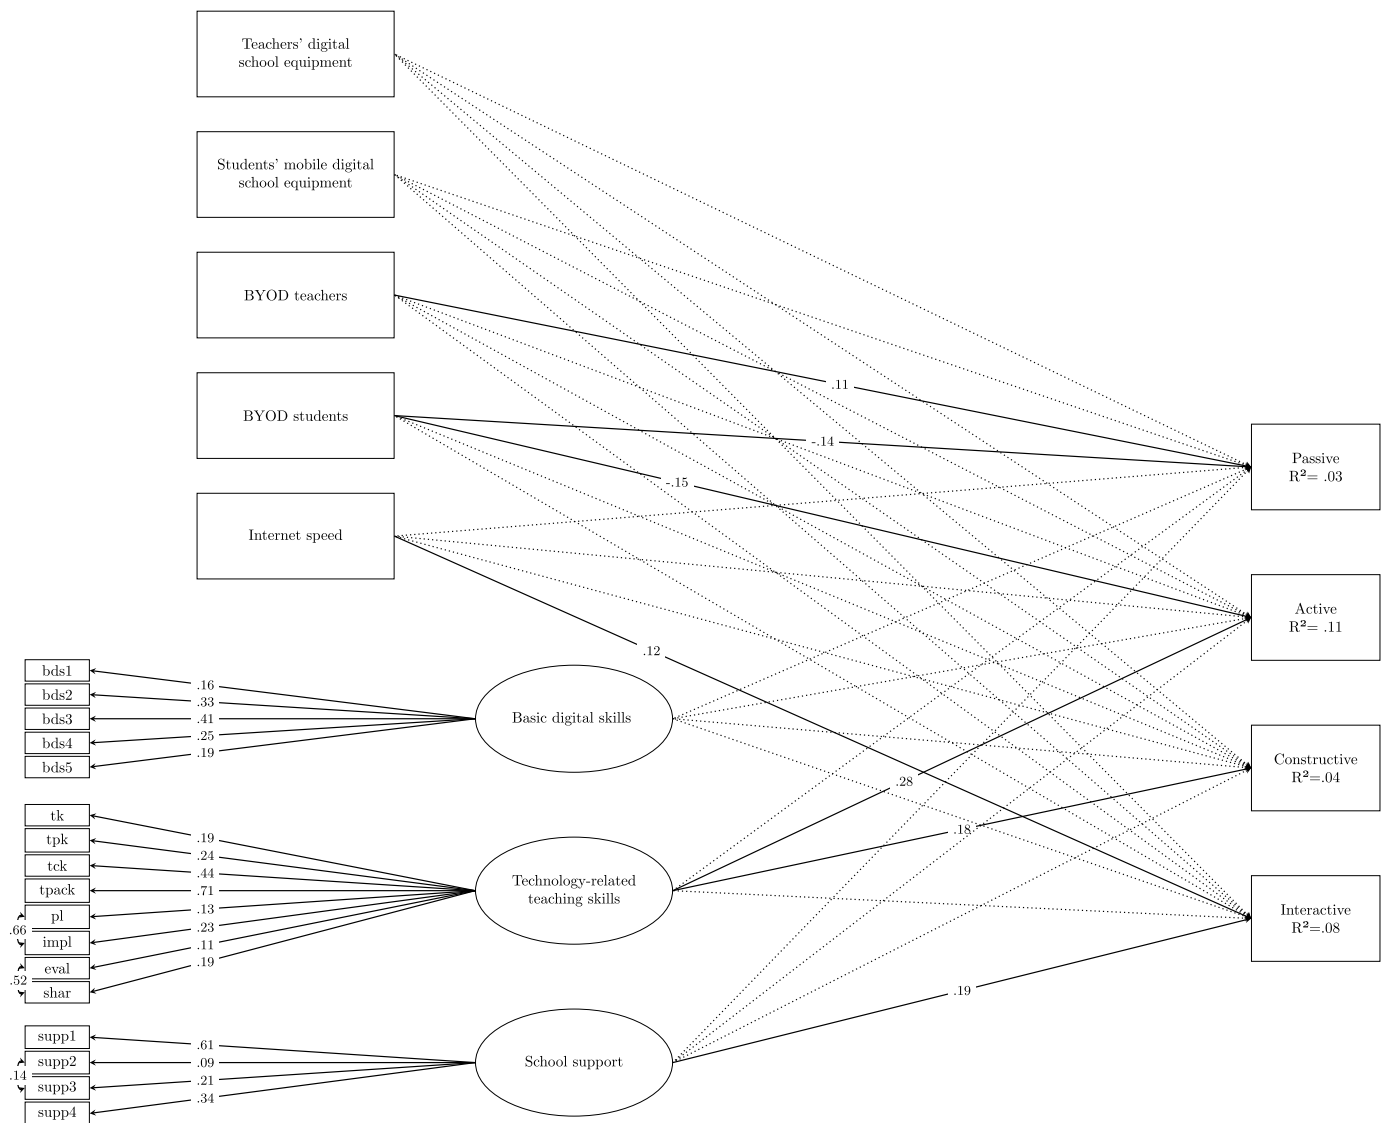 Teachers’ digital
school equipment
Students’ mobile digital
school equipment
BYOD teachers
BYOD students
Internet speed
.11
-.14
-.15
.12
Passive
R²= .03
Active
R²= .11
Constructive
R²=.04
Interactive
R²=.08
bds1
bds2
bds3
bds4
bds5
.16
.33
.41
.25
.19
Basic digital skills
tk
tpk
tck
tpack
pl
impl
eval
shar
.66
.52
.19
.24
.44
.71
.13
.23
.11
.19
Technology-related
teaching skills
.28
.18
supp1
supp2
supp3
supp4
.14
.61
.09
.21
.34
School support
.19